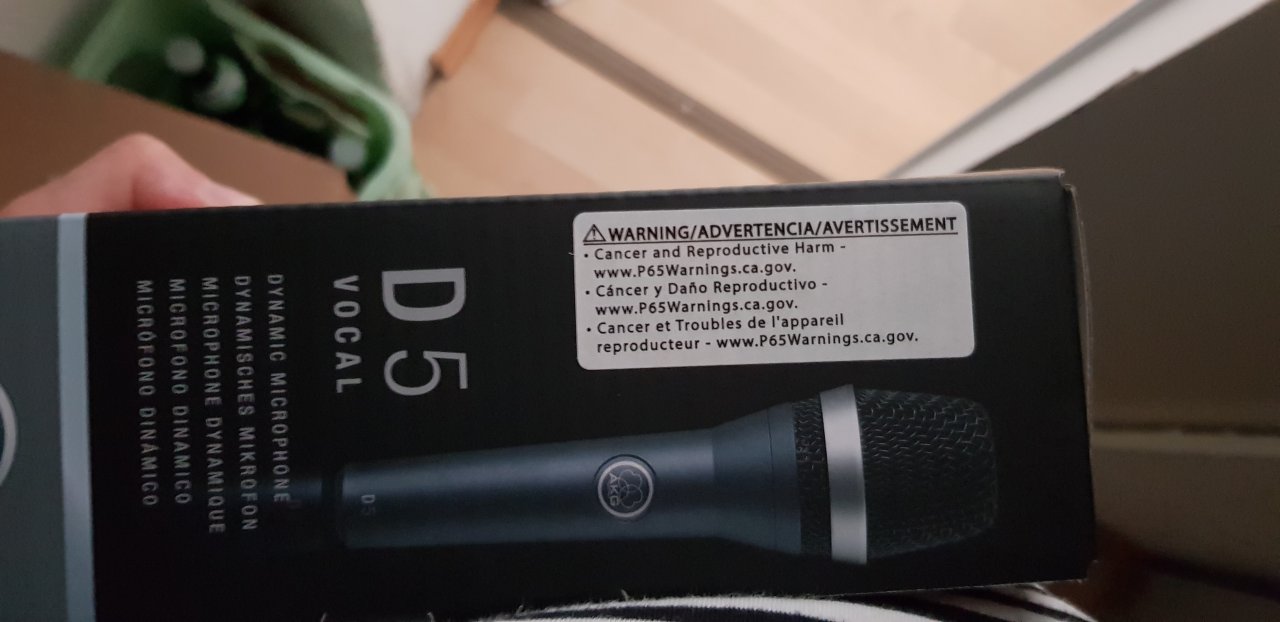 ⚠ WARNING/ADVERTENCIA/AVERTISSEMENT
• Cancer and Reproductive Harm -
www.P65Warnings.ca.gov.
• Cáncer y Daño Reproductivo -
www.P65Warnings.ca.gov.
• Cancer et Troubles de l'appareil
reproducteur - www.P65Warnings.ca.gov.
D5
VOCAL
DYNAMIC MICROPHONE
DYNAMISCHES MIKROFON
MICROPHONE DYNAMIQUE
MICROFONO DINAMICO
MICRÓFONO DINÁMICO
D5
AKG